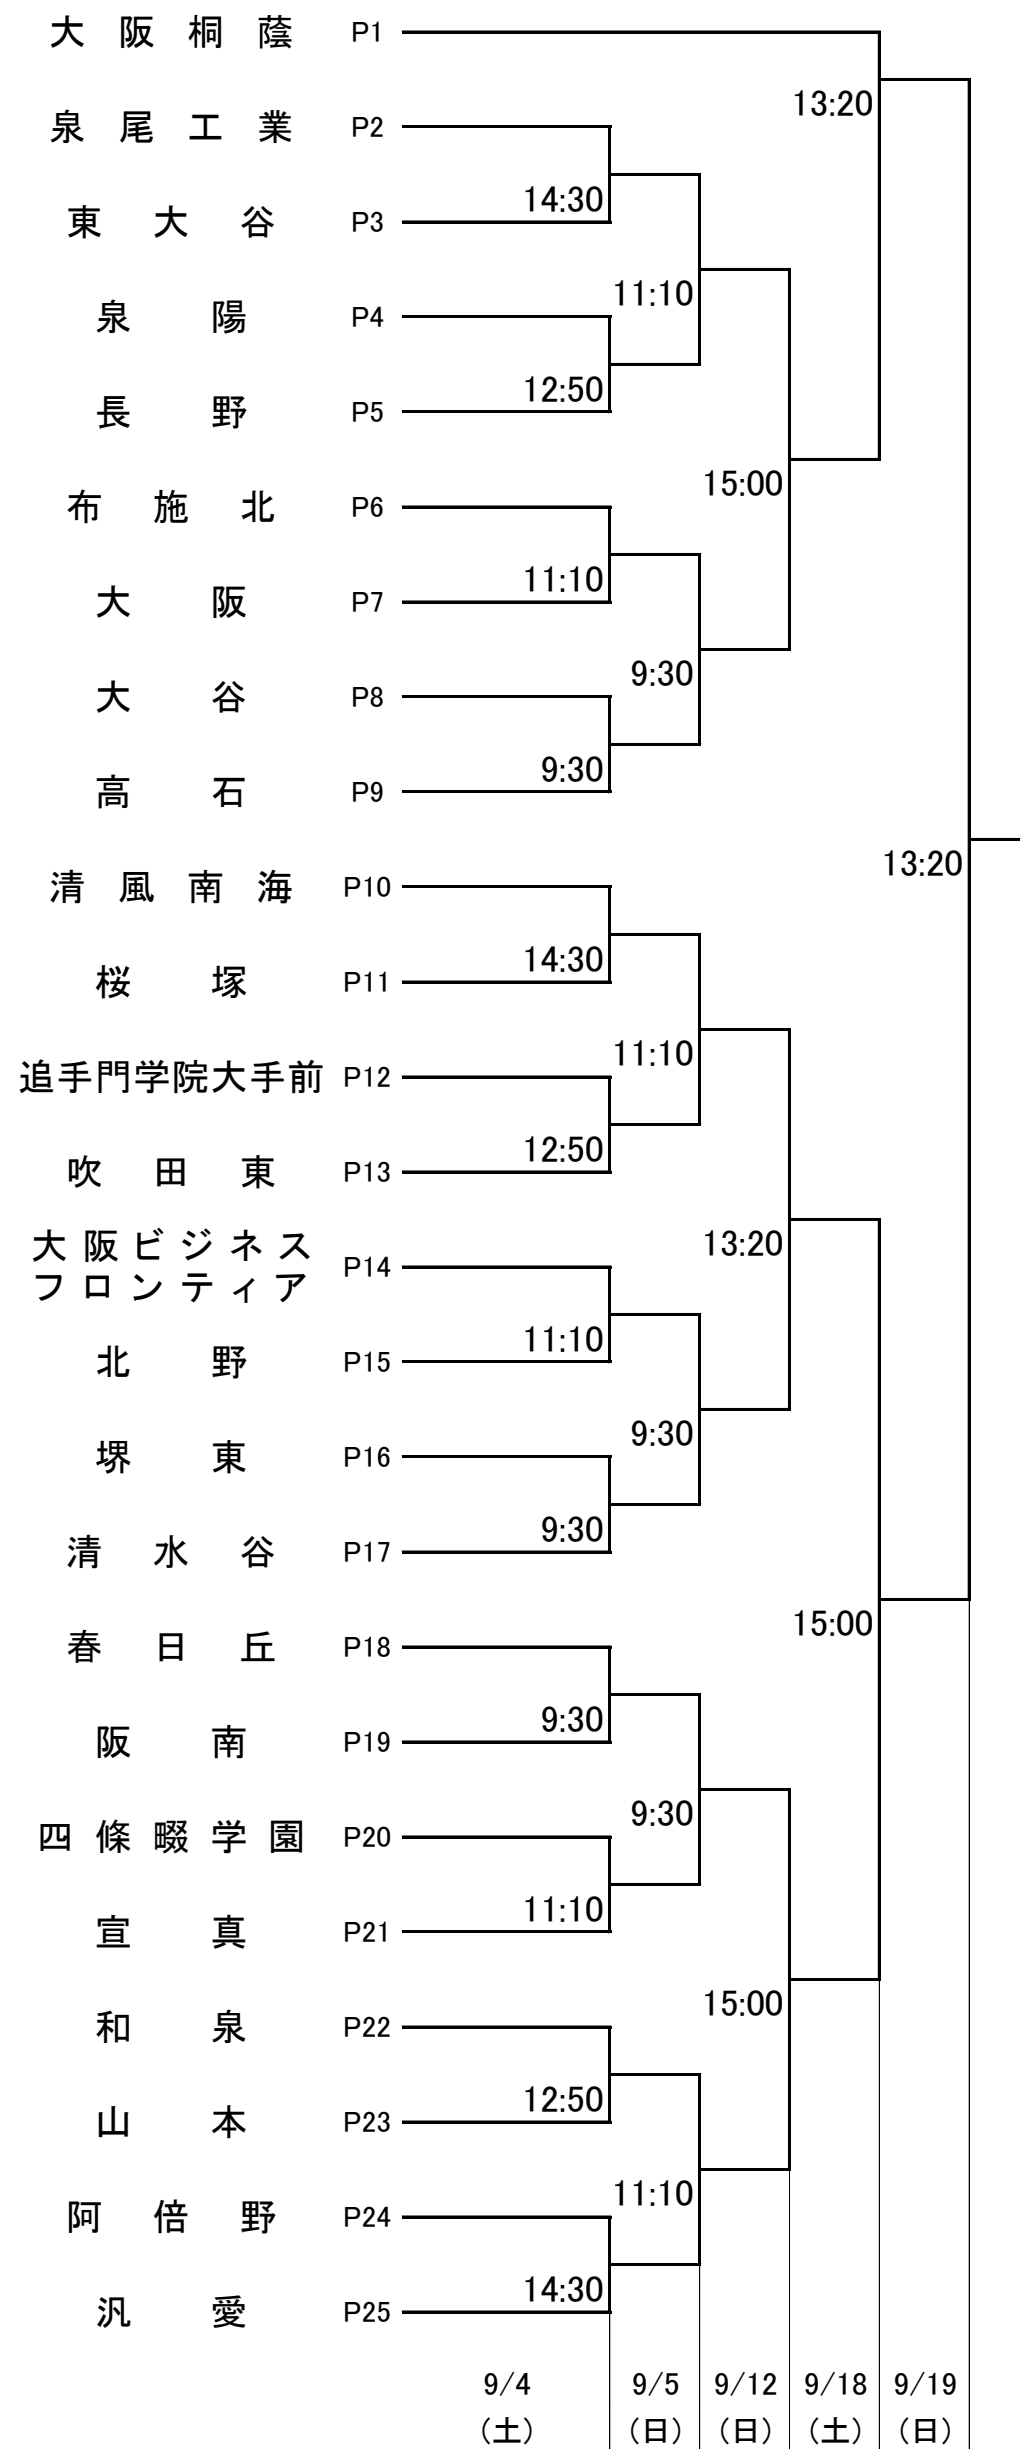 大阪桐蔭 P1
13:20
泉尾工業 P2
14:30
東大谷 P3
11:10
泉陽 P4
12:50
長野 P5
15:00
布施北 P6
11:10
大阪 P7
9:30
大谷 P8
9:30
高石 P9
13:20
清風南海 P10
14:30
桜塚 P11
11:10
追手門学院大手前 P12
12:50
吹田東 P13
13:20
大阪ビジネス
フロンティア P14
11:10
北野 P15
9:30
堺東 P16
9:30
清水谷 P17
15:00
春日丘 P18
9:30
阪南 P19
9:30
四條畷学園 P20
11:10
宣真 P21
15:00
和泉 P22
12:50
山本 P23
11:10
阿倍野 P24
14:30
汎愛 P25
9/4 9/5 9/12 9/18 9/19
（土） （日） （日） （土） （日）